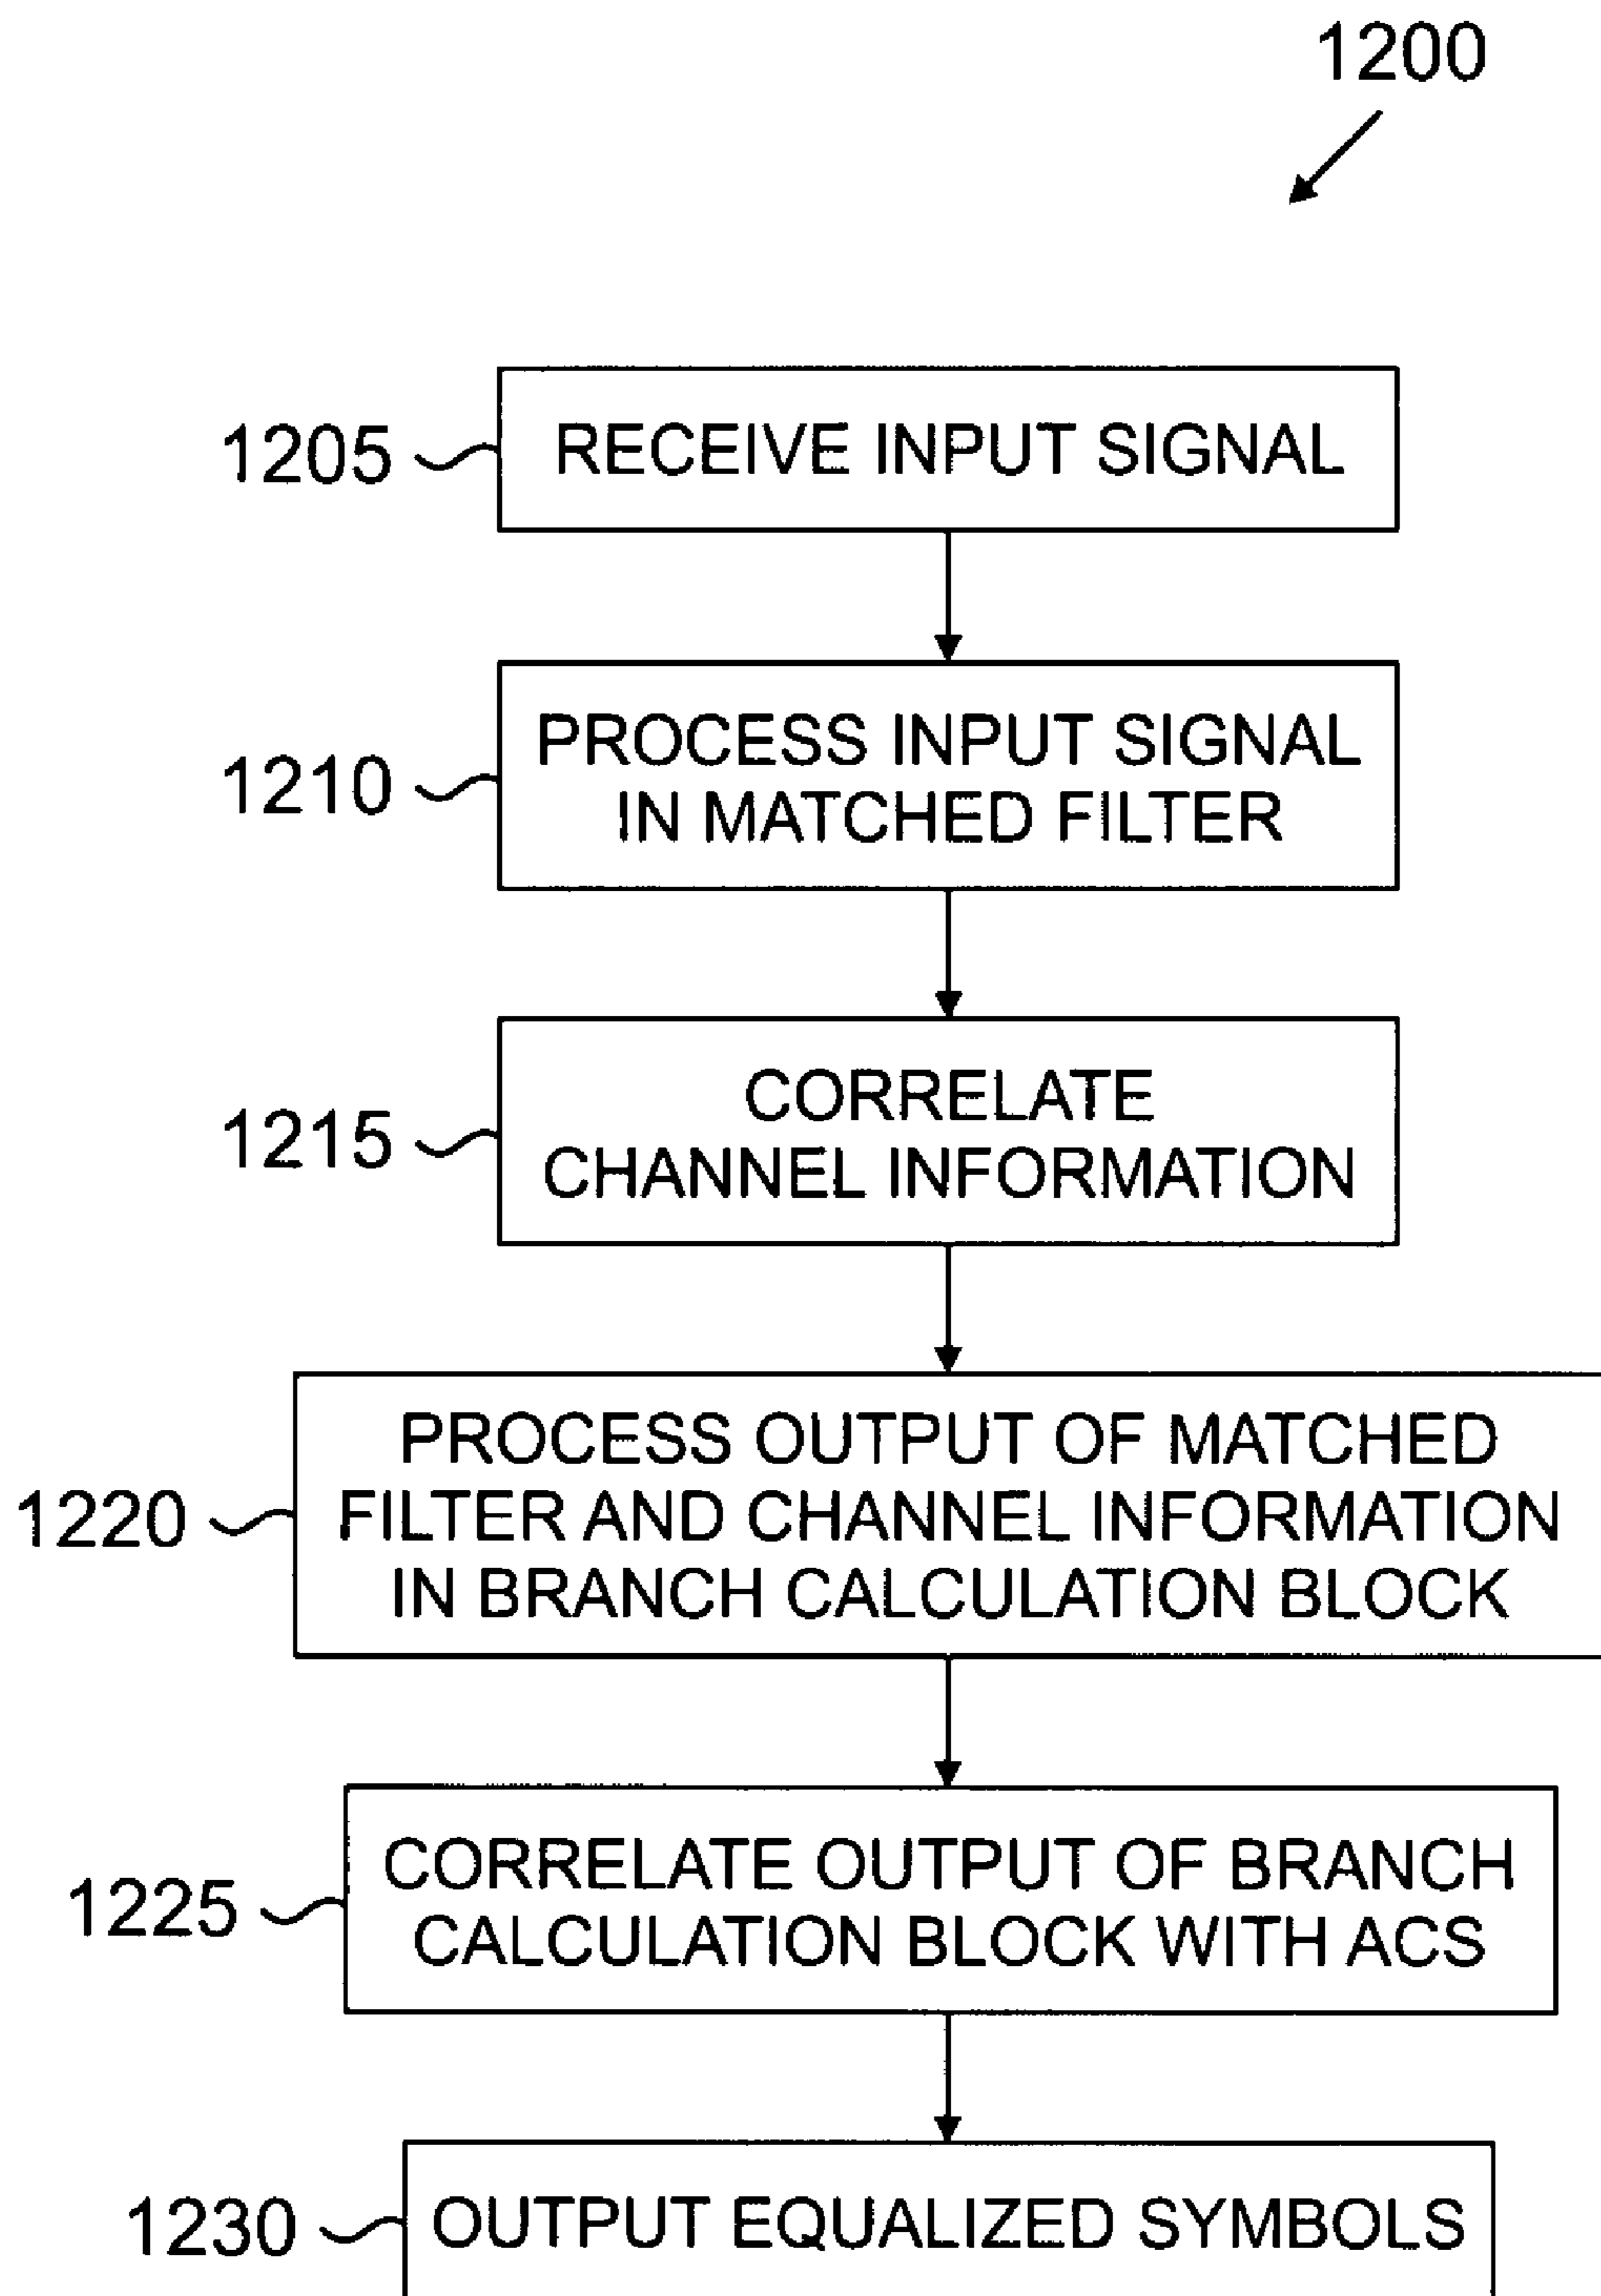 1200
1205
RECEIVE INPUT SIGNAL
1210
PROCESS INPUT SIGNAL
IN MATCHED FILTER
1215
CORRELATE
CHANNEL INFORMATION
1220
PROCESS OUTPUT OF MATCHED
FILTER AND CHANNEL INFORMATION
IN BRANCH CALCULATION BLOCK
1225
CORRELATE OUTPUT OF BRANCH
CALCULATION BLOCK WITH ACS
1230
OUTPUT EQUALIZED SYMBOLS